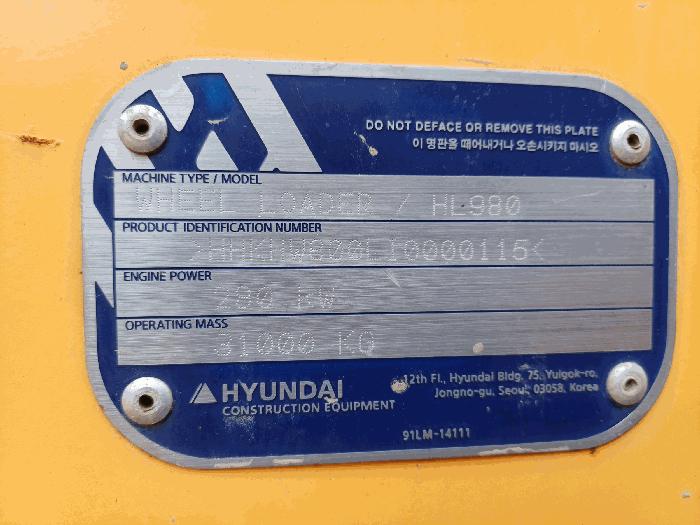 DO NOT DEFACE OR REMOVE THIS PLATE
이 명판을 떼어내거나 오손시키지 마시오
MACHINE TYPE / MODEL
WHEEL LOADER / HL980
PRODUCT IDENTIFICATION NUMBER
ENGINE POWER
280 KW
OPERATING MASS
31000 KG
HYUNDAI
CONSTRUCTION EQUIPMENT
12th Fl., Hyundai Bldg. 75, Yulgok-ro,
Jongno-gu, Seoul, 03058, Korea
91LM-14111